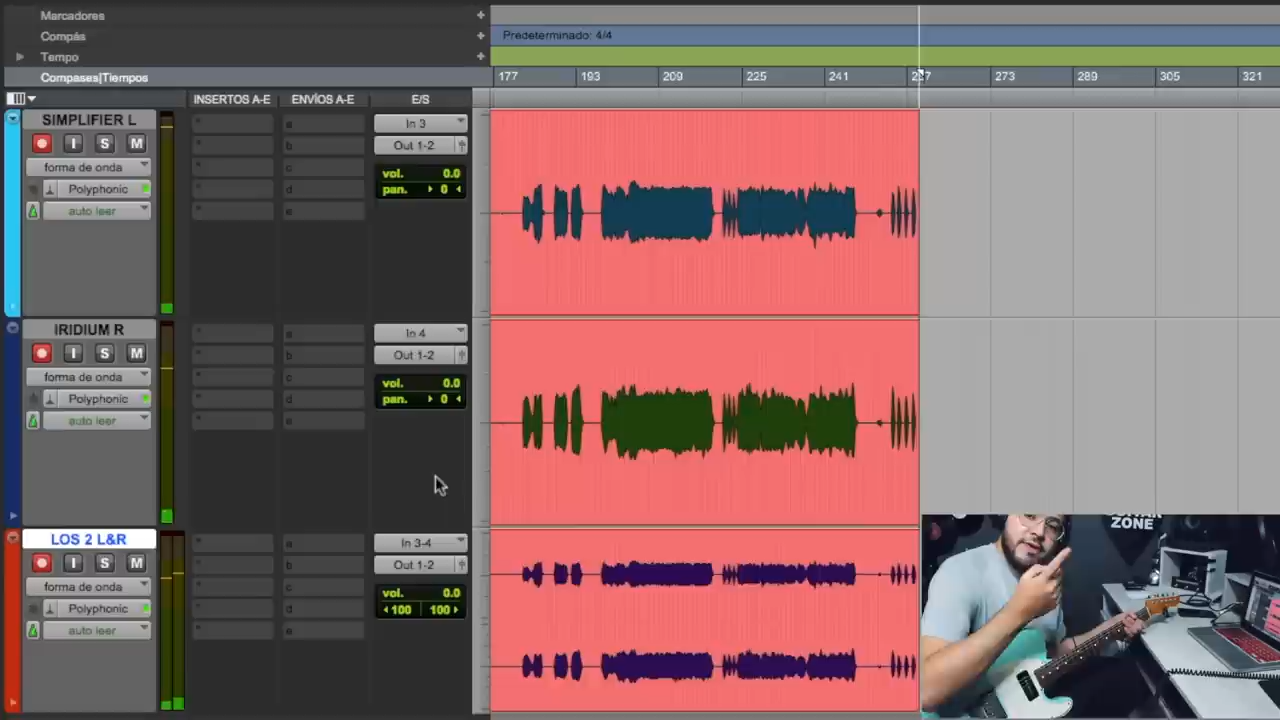 Marcadores +
Compás +
Tempo +
Compases|Tiempos
Predeterminado: 4/4
177 193 209 225 241 273 289 305 321
INSERTOS A-E ENVÍOS A-E E/S
SIMPLIFIER L
I S M
forma de onda
Polyphonic
auto leer
a
b
c
d
e
In 3
Out 1-2
vol. 0.0
pan. 0
IRIDIUM R
I S M
forma de onda
Polyphonic
auto leer
a
b
c
d
e
In 4
Out 1-2
vol. 0.0
pan. 0
LOS 2 L&R
I S M
forma de onda
Polyphonic
auto leer
a
b
c
d
e
In 3-4
Out 1-2
vol. 0.0
100 100
ZONE